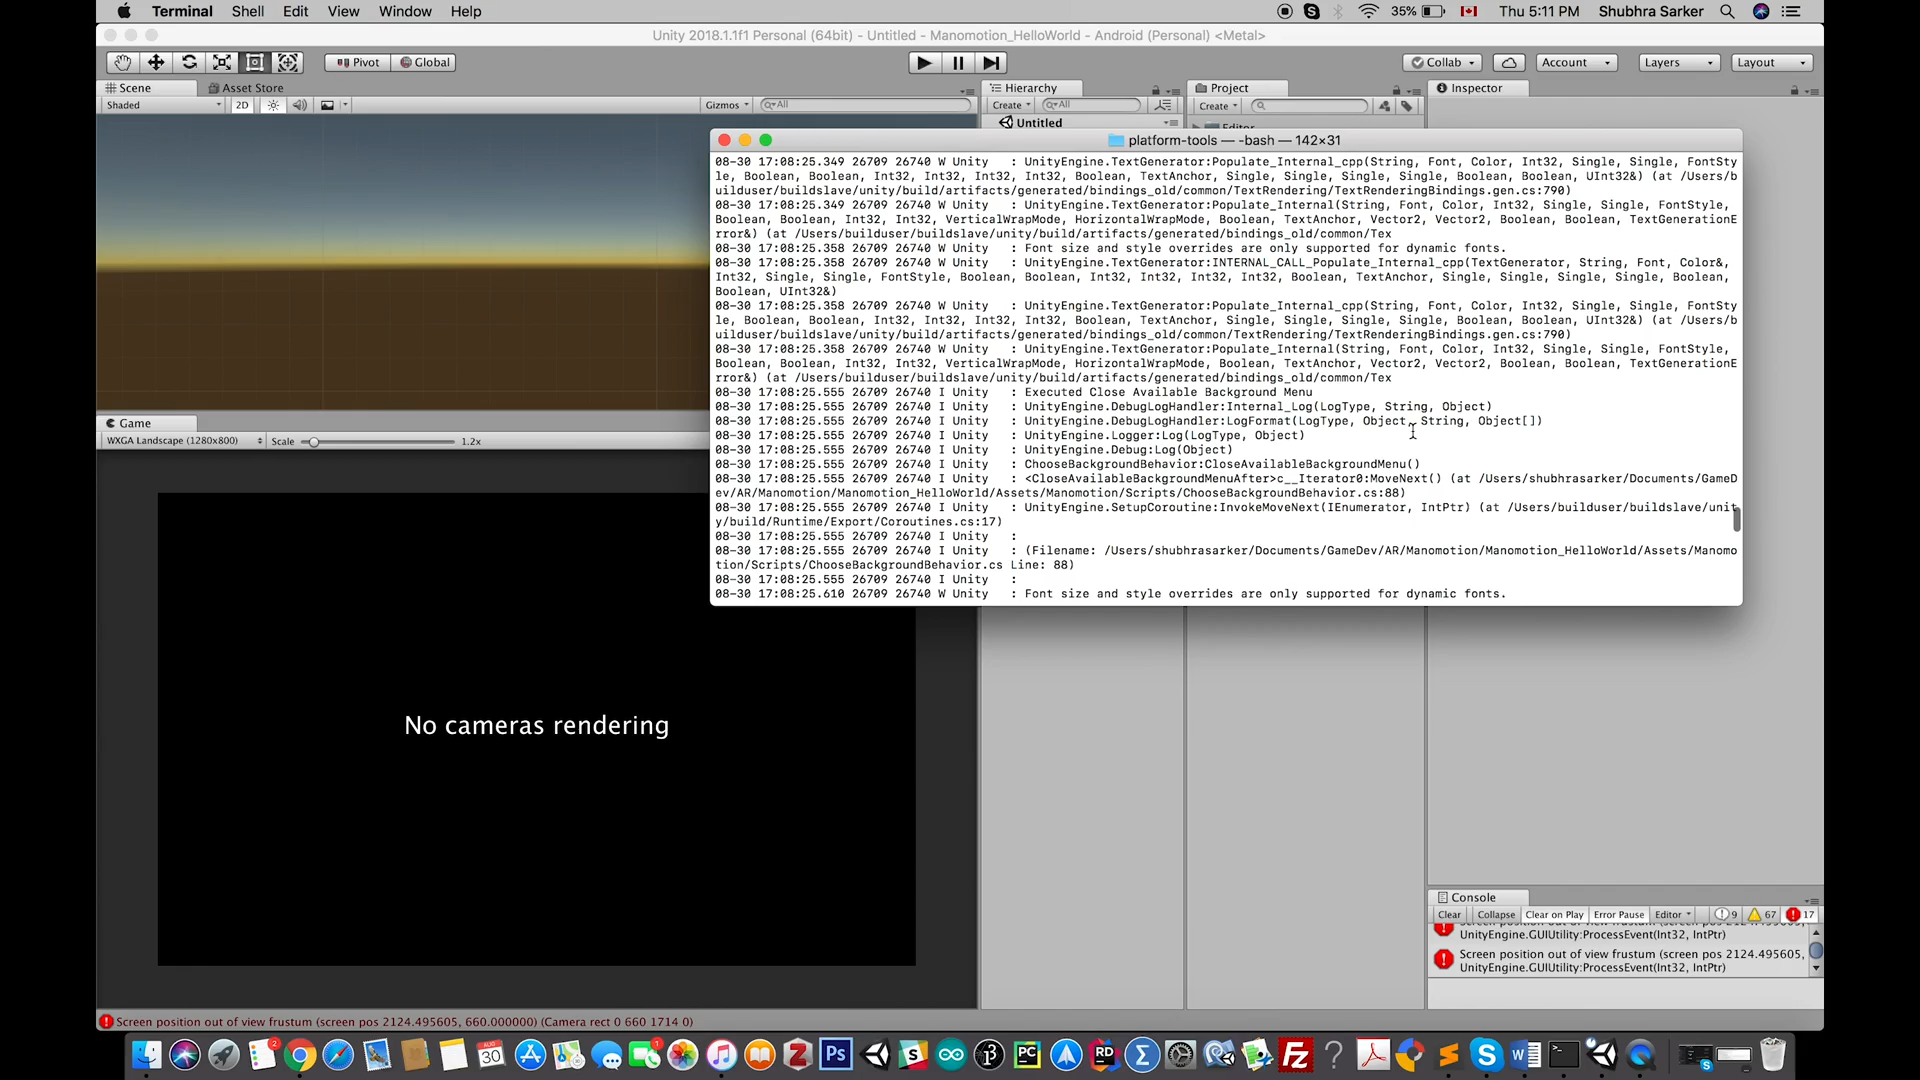 Terminal Shell Edit View Window Help 35% Thu 5:11 PM Shubhra Sarker
Unity 2018.1.1f1 Personal (64bit) - Untitled - Manomotion_HelloWorld - Android (Personal) <Metal>
Pivot Global Collab Account Layers Layout
Scene Asset Store Hierarchy Project Inspector
Shaded 2D Gizmos All Create All Create
Untitled
Editor
platform-tools — -bash — 142×31
08-30 17:08:25.349 26709 26740 W Unity   : UnityEngine.TextGenerator:Populate_Internal_cpp(String, Font, Color, Int32, Single, Single, FontSty
le, Boolean, Boolean, Int32, Int32, Int32, Int32, Boolean, TextAnchor, Single, Single, Single, Single, Boolean, Boolean, UInt32&) (at /Users/b
uilduser/buildslave/unity/build/artifacts/generated/bindings_old/common/TextRendering/TextRenderingBindings.gen.cs:790)
08-30 17:08:25.349 26709 26740 W Unity   : UnityEngine.TextGenerator:Populate_Internal(String, Font, Color, Int32, Single, Single, FontStyle, 
Boolean, Boolean, Int32, Int32, VerticalWrapMode, HorizontalWrapMode, Boolean, TextAnchor, Vector2, Vector2, Boolean, Boolean, TextGenerationE
rror&) (at /Users/builduser/buildslave/unity/build/artifacts/generated/bindings_old/common/Tex
08-30 17:08:25.358 26709 26740 W Unity   : Font size and style overrides are only supported for dynamic fonts.
08-30 17:08:25.358 26709 26740 W Unity   : UnityEngine.TextGenerator:INTERNAL_CALL_Populate_Internal_cpp(TextGenerator, String, Font, Color&, 
Int32, Single, Single, FontStyle, Boolean, Boolean, Int32, Int32, Int32, Int32, Boolean, TextAnchor, Single, Single, Single, Single, Boolean, 
Boolean, UInt32&)
08-30 17:08:25.358 26709 26740 W Unity   : UnityEngine.TextGenerator:Populate_Internal_cpp(String, Font, Color, Int32, Single, Single, FontSty
le, Boolean, Boolean, Int32, Int32, Int32, Int32, Boolean, TextAnchor, Single, Single, Single, Single, Boolean, Boolean, UInt32&) (at /Users/b
uilduser/buildslave/unity/build/artifacts/generated/bindings_old/common/TextRendering/TextRenderingBindings.gen.cs:790)
08-30 17:08:25.358 26709 26740 W Unity   : UnityEngine.TextGenerator:Populate_Internal(String, Font, Color, Int32, Single, Single, FontStyle, 
Boolean, Boolean, Int32, Int32, VerticalWrapMode, HorizontalWrapMode, Boolean, TextAnchor, Vector2, Vector2, Boolean, Boolean, TextGenerationE
rror&) (at /Users/builduser/buildslave/unity/build/artifacts/generated/bindings_old/common/Tex
08-30 17:08:25.555 26709 26740 I Unity   : Executed Close Available Background Menu
08-30 17:08:25.555 26709 26740 I Unity   : UnityEngine.DebugLogHandler:Internal_Log(LogType, String, Object)
08-30 17:08:25.555 26709 26740 I Unity   : UnityEngine.DebugLogHandler:LogFormat(LogType, Object, String, Object[])
08-30 17:08:25.555 26709 26740 I Unity   : UnityEngine.Logger:Log(LogType, Object)
08-30 17:08:25.555 26709 26740 I Unity   : UnityEngine.Debug:Log(Object)
08-30 17:08:25.555 26709 26740 I Unity   : ChooseBackgroundBehavior:CloseAvailableBackgroundMenu()
08-30 17:08:25.555 26709 26740 I Unity   : <CloseAvailableBackgroundMenuAfter>c__Iterator0:MoveNext() (at /Users/shubhrasarker/Documents/GameD
ev/AR/Manomotion/Manomotion_HelloWorld/Assets/Manomotion/Scripts/ChooseBackgroundBehavior.cs:88)
08-30 17:08:25.555 26709 26740 I Unity   : UnityEngine.SetupCoroutine:InvokeMoveNext(IEnumerator, IntPtr) (at /Users/builduser/buildslave/unit
y/build/Runtime/Export/Coroutines.cs:17)
08-30 17:08:25.555 26709 26740 I Unity   :
08-30 17:08:25.555 26709 26740 I Unity   : (Filename: /Users/shubhrasarker/Documents/GameDev/AR/Manomotion/Manomotion_HelloWorld/Assets/Manomo
tion/Scripts/ChooseBackgroundBehavior.cs Line: 88)
08-30 17:08:25.555 26709 26740 I Unity   :
08-30 17:08:25.610 26709 26740 W Unity   : Font size and style overrides are only supported for dynamic fonts.
Game
WXGA Landscape (1280x800) Scale 1.2x
No cameras rendering
Console
Clear Collapse Clear on Play Error Pause Editor 9 67 17
Screen position out of view frustum (screen pos 2124.495605,
UnityEngine.GUIUtility:ProcessEvent(Int32, IntPtr)
Screen position out of view frustum (screen pos 2124.495605,
UnityEngine.GUIUtility:ProcessEvent(Int32, IntPtr)
Screen position out of view frustum (screen pos 2124.495605, 660.000000) (Camera rect 0 660 1714 0)
2 AUG 30 1 Ps PC RD